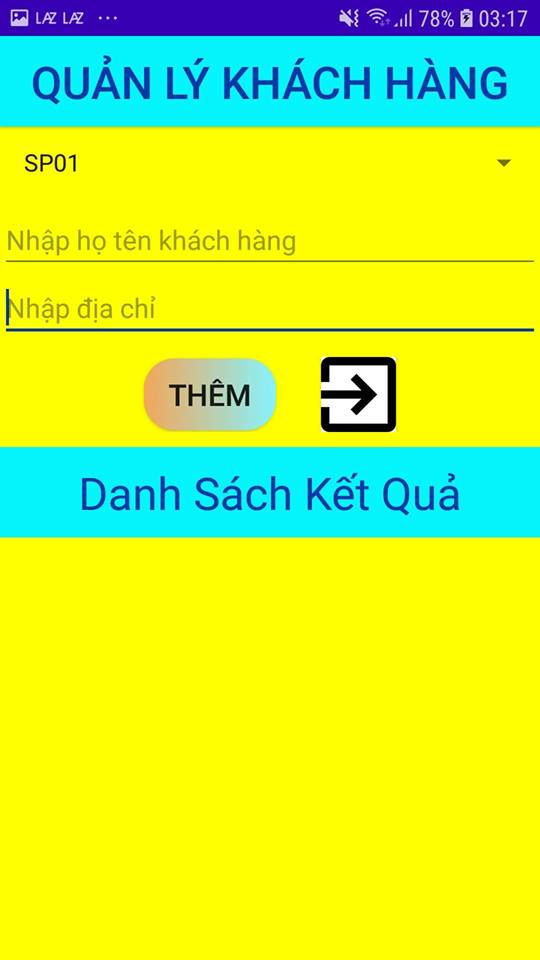 LAZ LAZ ... 78% 03:17
QUẢN LÝ KHÁCH HÀNG
SP01
Nhập họ tên khách hàng
Nhập địa chỉ
THÊM
Danh Sách Kết Quả